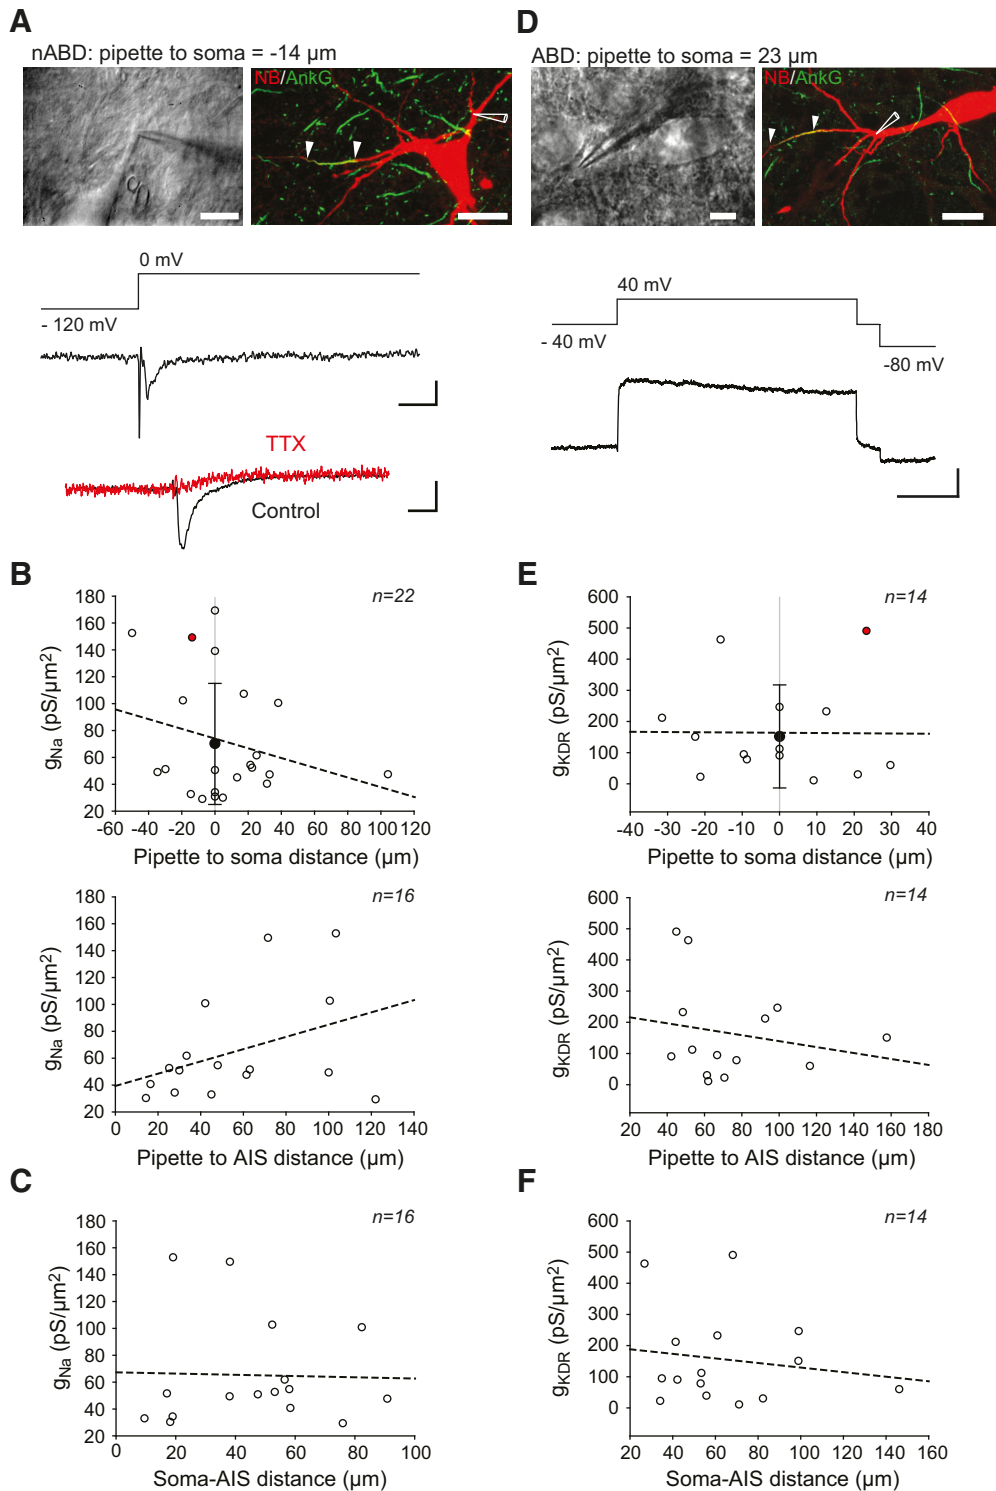 A
nABD: pipette to soma = -14 µm
NB/AnkG
0 mV
- 120 mV
TTX
Control
D
ABD: pipette to soma = 23 µm
NB/AnkG
40 mV
- 40 mV
-80 mV
B
n=22
180
160
140
120
100
80
60
40
20
gNa (pS/µm²)
-60 -40 -20 0 20 40 60 80 100 120
Pipette to soma distance (µm)
n=16
180
160
140
120
100
80
60
40
20
gNa (pS/µm²)
0 20 40 60 80 100 120 140
Pipette to AIS distance (µm)
C
n=16
180
160
140
120
100
80
60
40
20
gNa (pS/µm²)
0 20 40 60 80 100
Soma-AIS distance (µm)
E
n=14
600
500
400
300
200
100
0
gKDR (pS/µm²)
-40 -30 -20 -10 0 10 20 30 40
Pipette to soma distance (µm)
n=14
600
500
400
300
200
100
0
gKDR (pS/µm²)
20 40 60 80 100 120 140 160 180
Pipette to AIS distance (µm)
F
n=14
600
500
400
300
200
100
0
gKDR (pS/µm²)
20 40 60 80 100 120 140 160
Soma-AIS distance (µm)